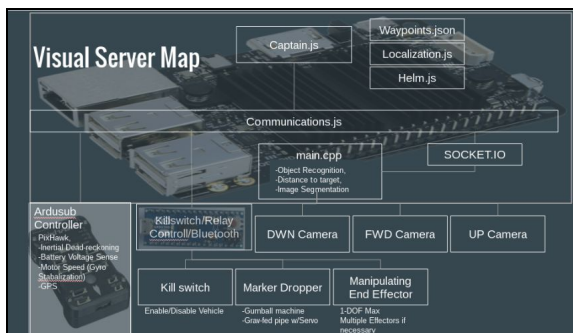 Visual Server Map
Captain.js
Waypoints.json
Localization.js
Helm.js
Communications.js
main.cpp
-Object Recognition,
-Distance to target,
-Image Segmentation
SOCKET.IO
Ardusub
Controller
PixHawk,
-Inertial Dead-reckoning
-Battery Voltage Sense
-Motor Speed (Gyro
Stabalization)
-GPS
Killswitch/Relay
Controll/Bluetooth
DWN Camera
FWD Camera
UP Camera
Kill switch
Enable/Disable Vehicle
Marker Dropper
-Gumball machine
-Grav-fed pipe w/Servo
Manipulating
End Effector
1-DOF Max
Multiple Effectors if
necessary